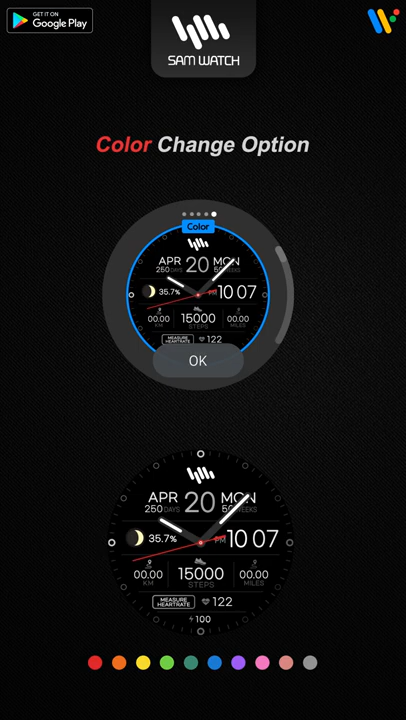 GET IT ON
Google Play
SAM WATCH
Color Change Option
Color
APR 20 MON
250 DAYS 50 WEEKS
35.7% PM 10 07
00.00 15000 00.00
KM STEPS MILES
MEASURE
HEARTRATE
122
OK
APR 20 MON
250 DAYS 50 WEEKS
35.7% PM 10 07
00.00 15000 00.00
KM STEPS MILES
MEASURE
HEARTRATE
122
100